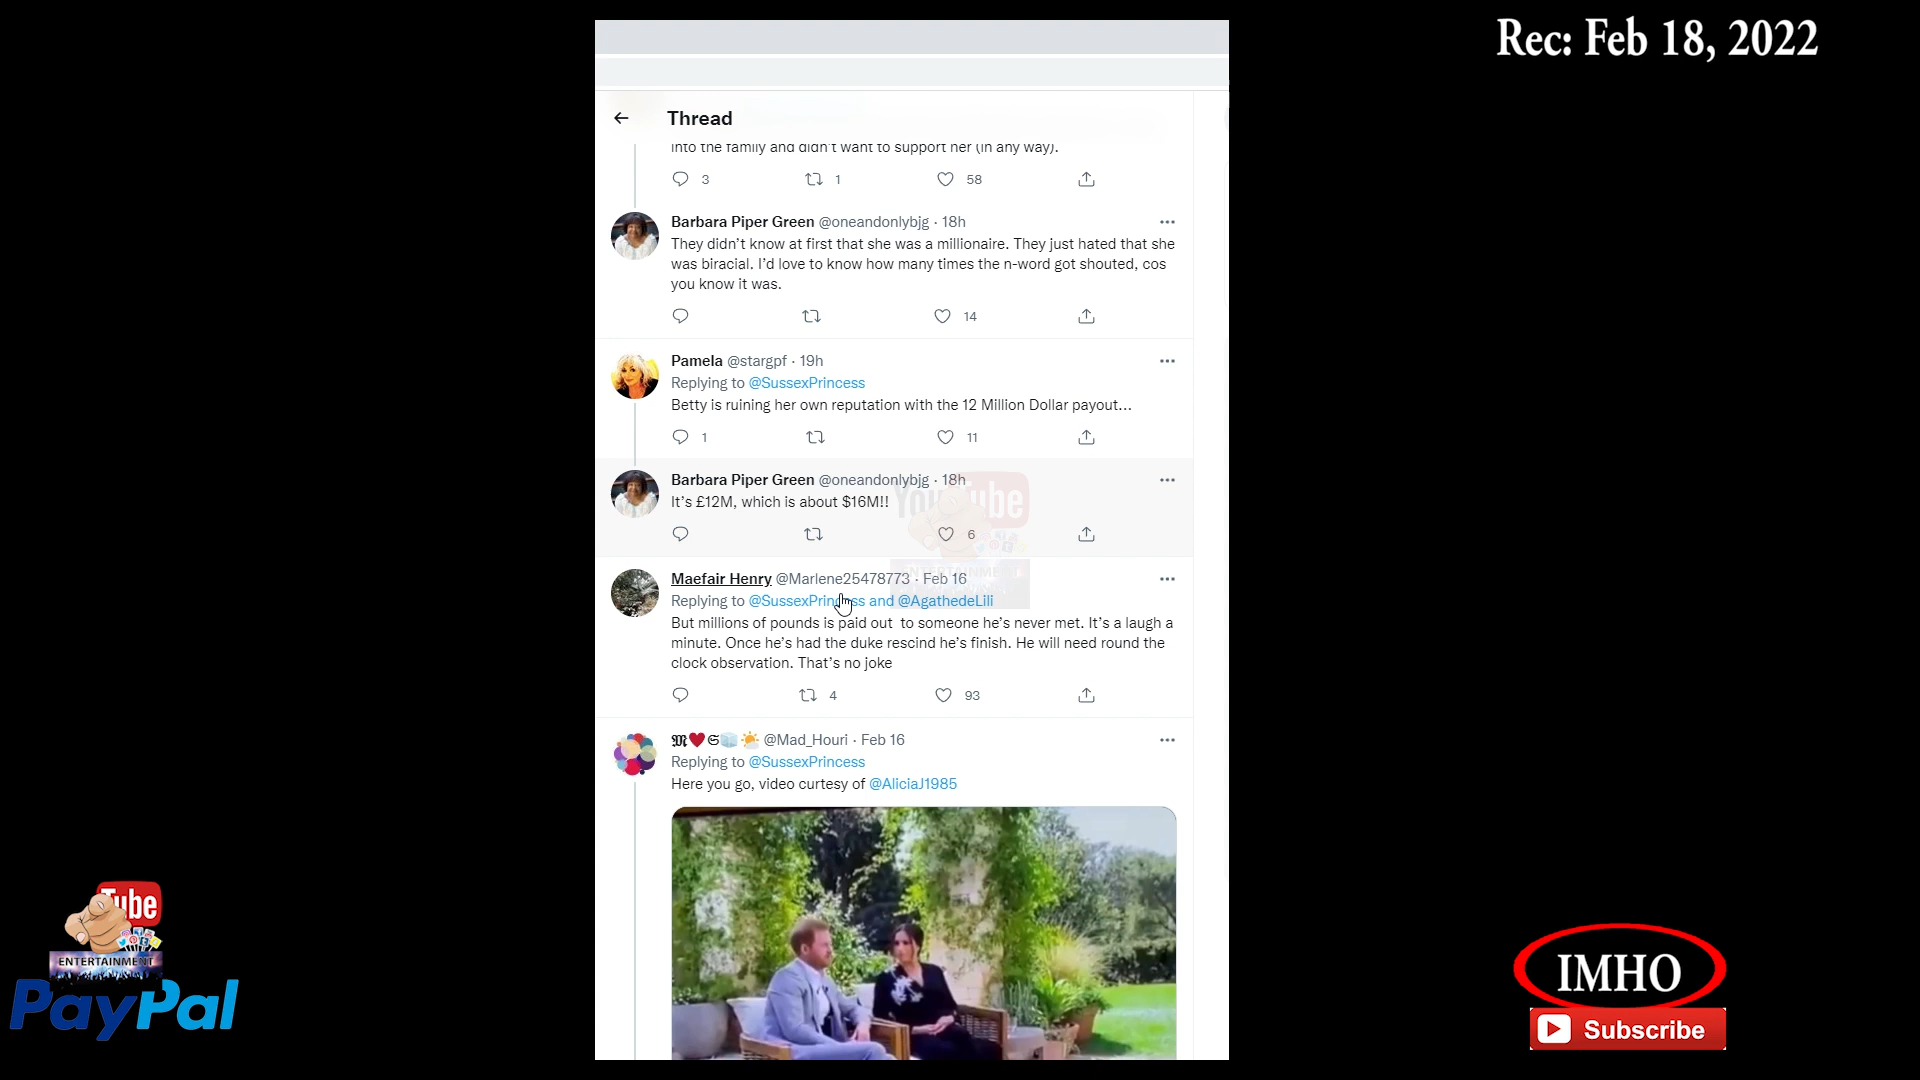 Rec: Feb 18, 2022
Thread
into the family and didn't want to support her (in any way).
3 1 58
Barbara Piper Green @oneandonlybjg · 18h
They didn't know at first that she was a millionaire. They just hated that she
was biracial. I'd love to know how many times the n-word got shouted, cos
you know it was.
14
Pamela @stargpf · 19h
Replying to @SussexPrincess
Betty is ruining her own reputation with the 12 Million Dollar payout...
1 11
Barbara Piper Green @oneandonlybjg · 18h
It's £12M, which is about $16M!!
6
YouTube
ENTERTAINMENT
Maefair Henry @Marlene25478773 · Feb 16
Replying to @SussexPrincess and @AgathedeLili
But millions of pounds is paid out to someone he's never met. It's a laugh a
minute. Once he's had the duke rescind he's finish. He will need round the
clock observation. That's no joke
4 93
𝕸❤️𝕾🧊🌤️ @Mad_Houri · Feb 16
Replying to @SussexPrincess
Here you go, video curtesy of @AliciaJ1985
Tube
ENTERTAINMENT
PayPal
IMHO
Subscribe